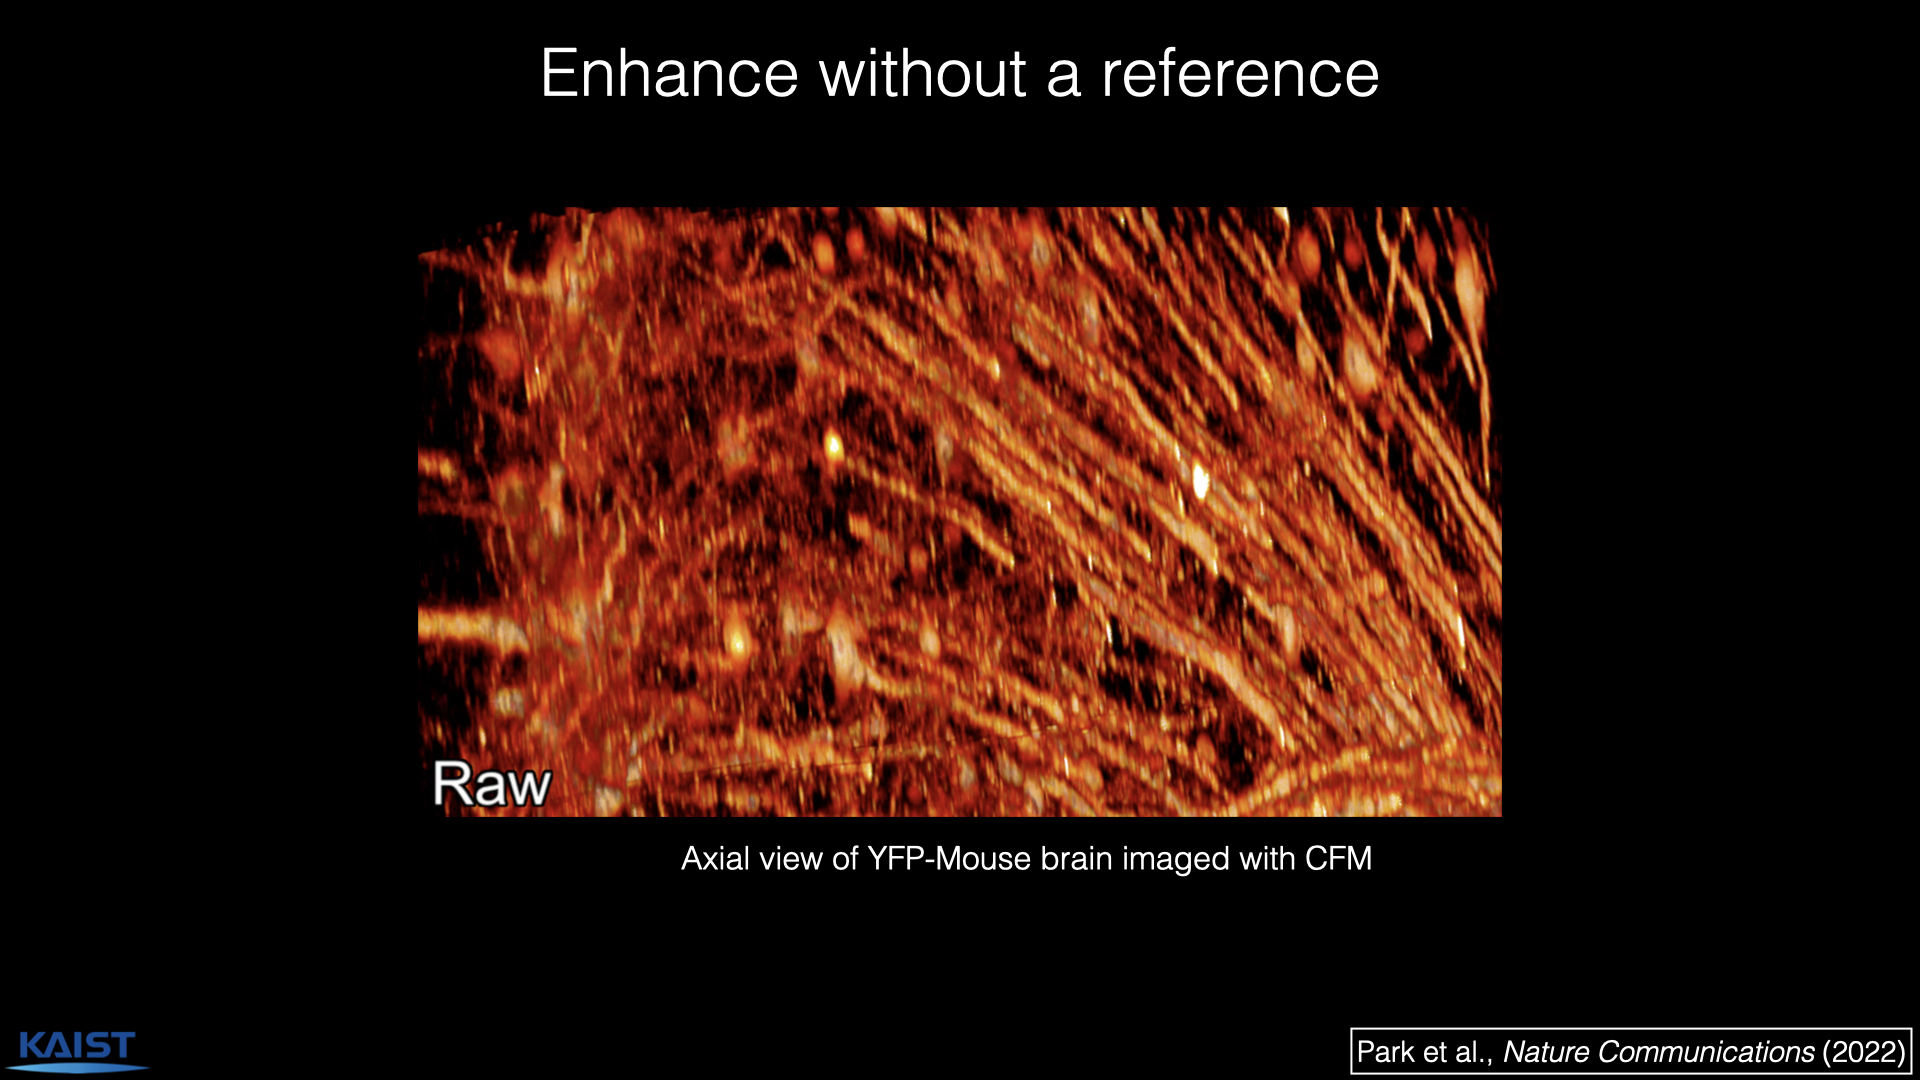 Enhance without a reference
Raw
Axial view of YFP-Mouse brain imaged with CFM
KAIST
Park et al., Nature Communications (2022)